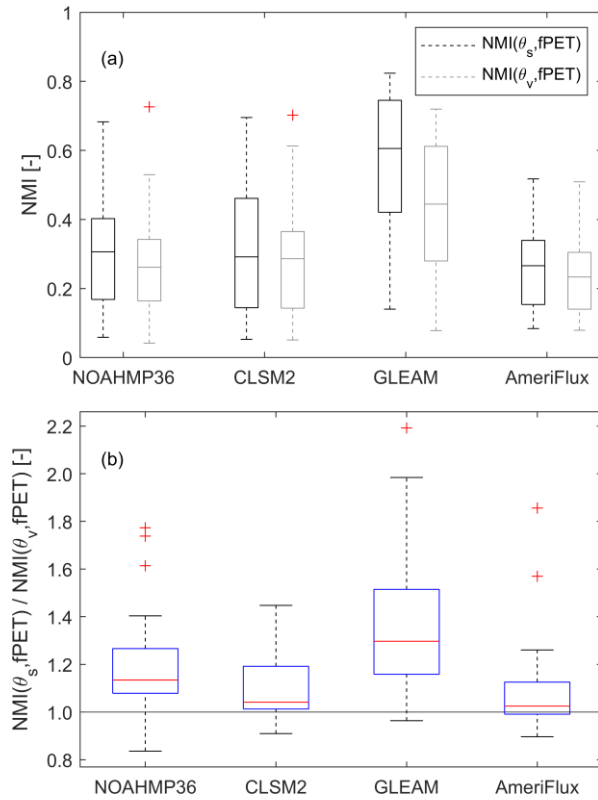 1
(a)
NMI(θs,fPET)
NMI(θv,fPET)
0.8
0.6
0.4
0.2
0
NMI [-]
NOAHMP36 CLSM2 GLEAM AmeriFlux
2.2
(b)
2.0
1.8
1.6
1.4
1.2
1.0
0.8
NMI(θs,fPET) / NMI(θv,fPET) [-]
NOAHMP36 CLSM2 GLEAM AmeriFlux